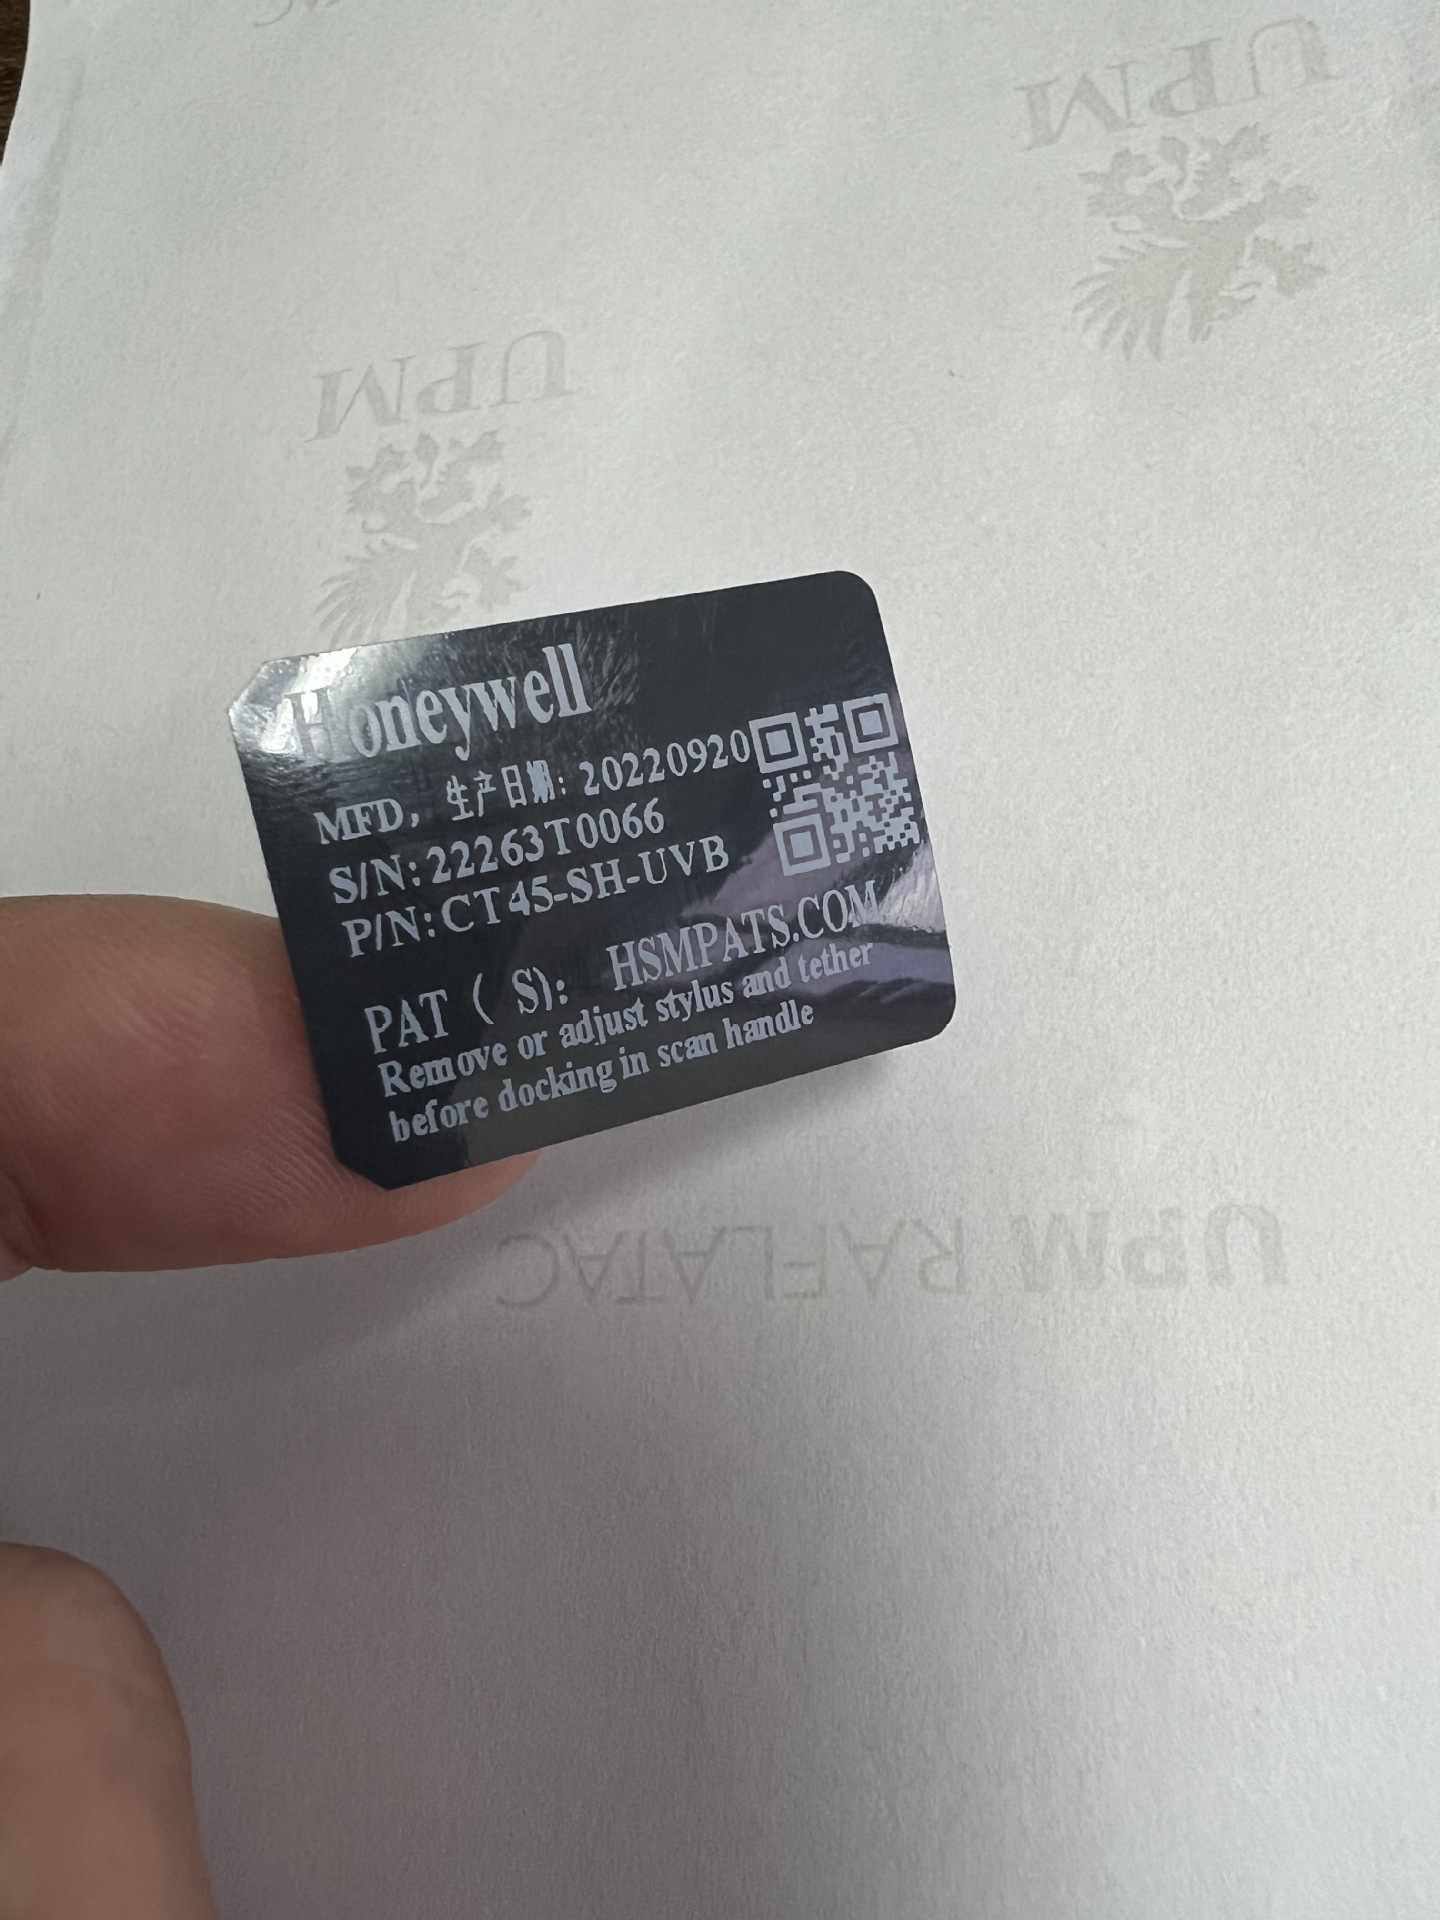 UPM
UPM
Honeywell
MFD, 生产日期: 20220920
S/N: 22263T0066
P/N: CT45-SH-UVB
PAT ( S): HSMPATS.COM
Remove or adjust stylus and tether
before docking in scan handle
UPM RAFLATAC